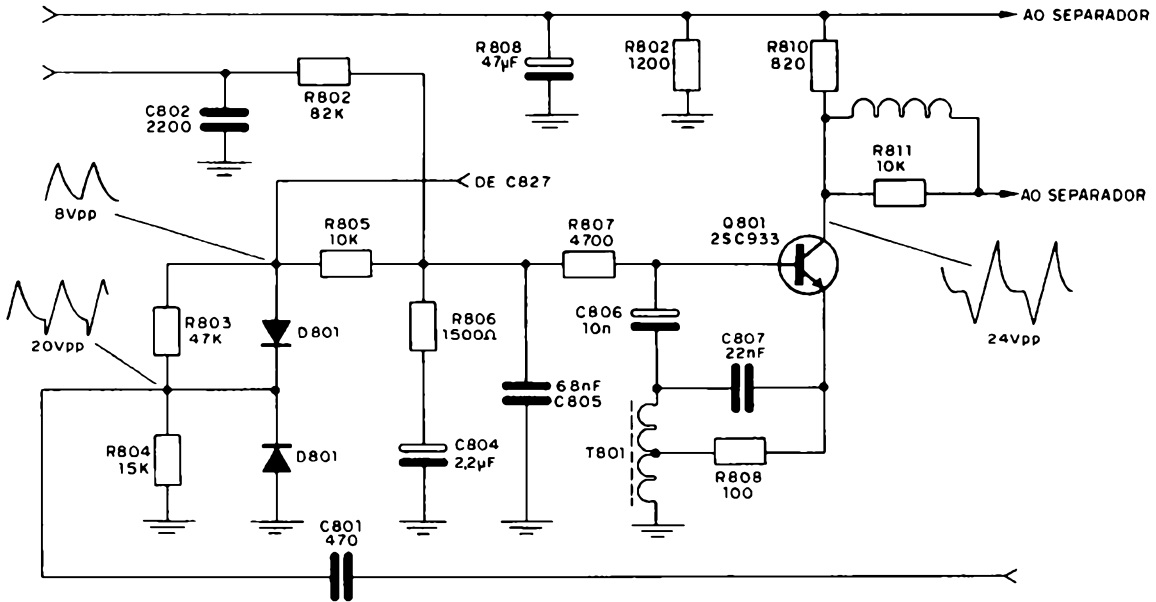 AO SEPARADOR
R808
47µF
R802
1200
R810
820
C802
2200
R802
82K
R811
10K
AO SEPARADOR
DE C827
8Vpp
R805
10K
R807
4700
Q801
2SC933
20Vpp
R803
47K
D801
R806
1500Ω
C806
10n
C807
22nF
24Vpp
68nF
C805
R804
15K
D801
C804
2,2µF
T801
R808
100
C801
470